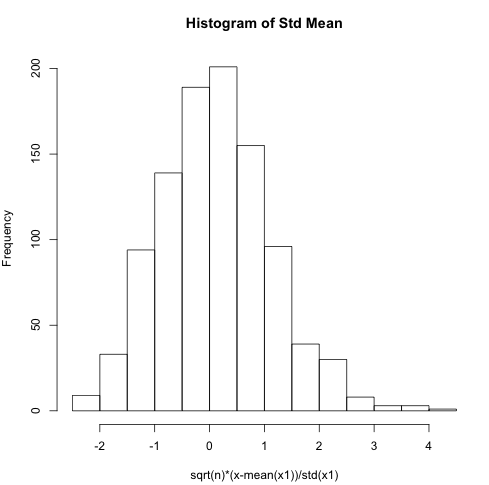 Histogram of Std Mean
Frequency
200
150
100
50
0
-2 -1 0 1 2 3 4
sqrt(n)*(x-mean(x1))/std(x1)